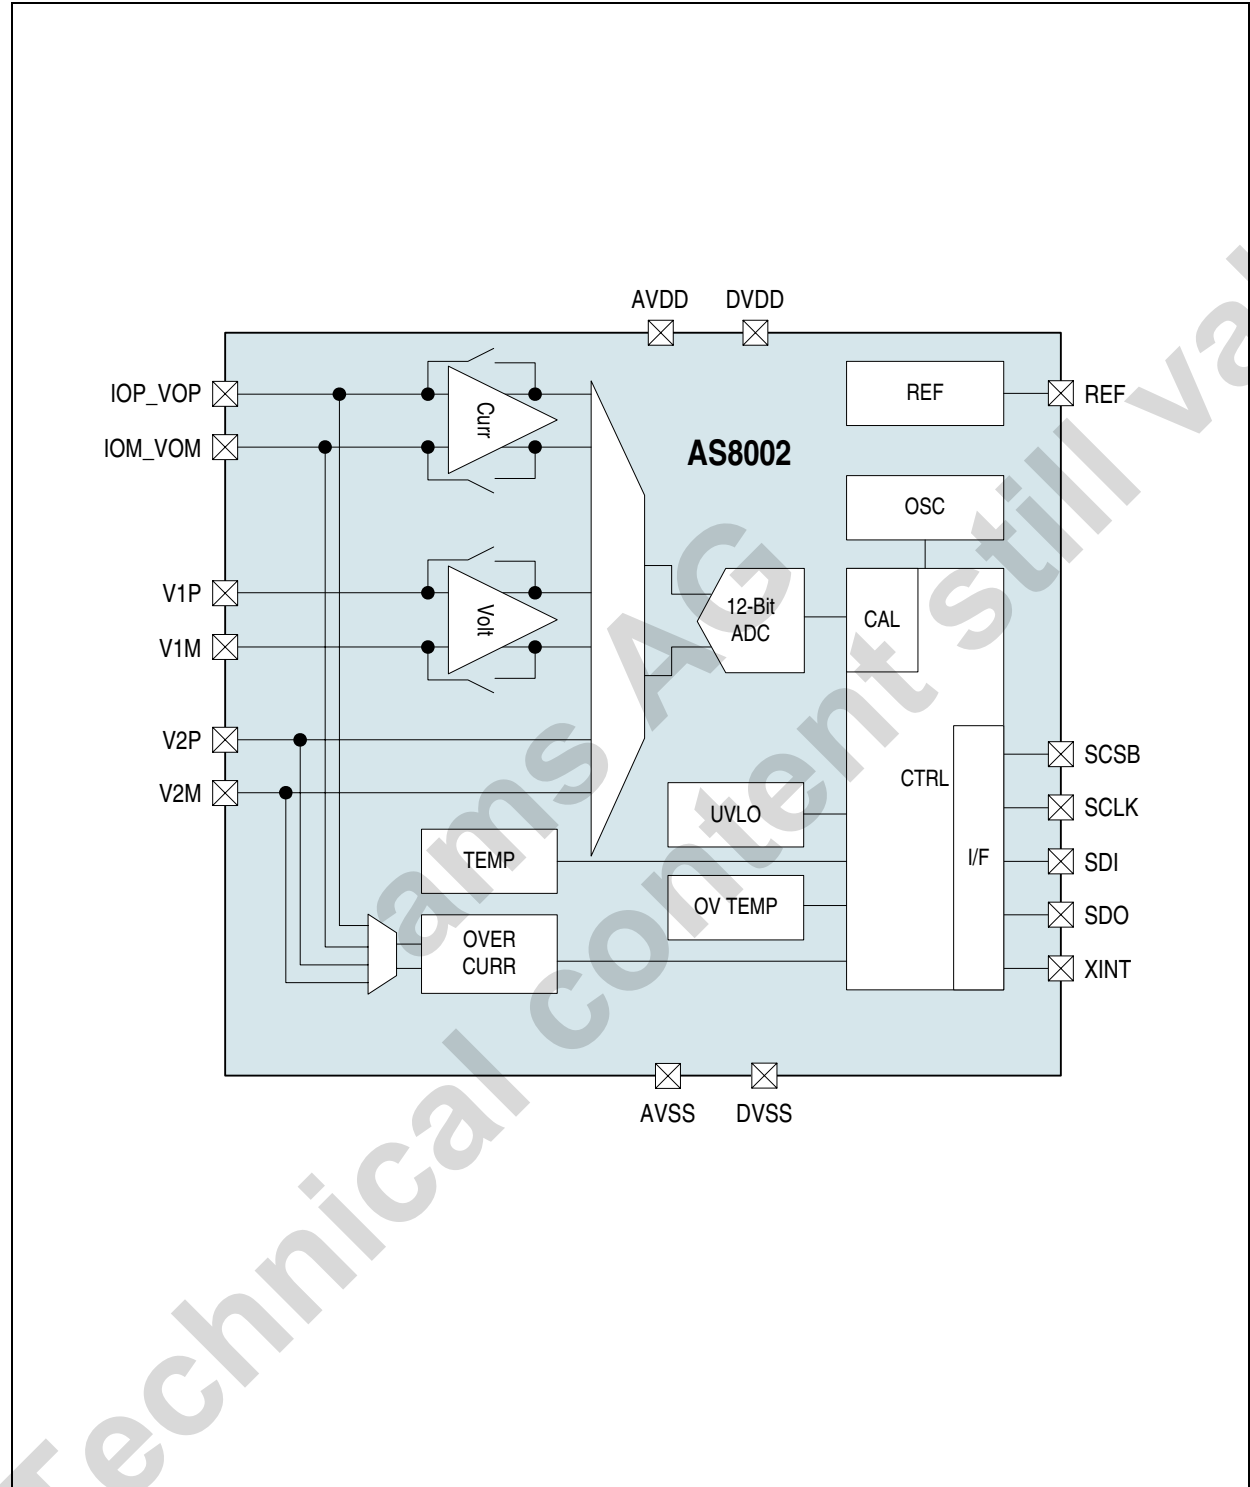 AVDD DVDD
IOP_VOP
IOM_VOM
V1P
V1M
V2P
V2M
Curr
Volt
AS8002
REF
REF
OSC
12-Bit
ADC
CAL
CTRL
UVLO
TEMP
OV TEMP
OVER
CURR
I/F
SCSB
SCLK
SDI
SDO
XINT
AVSS DVSS
ams AG
Technical content still va